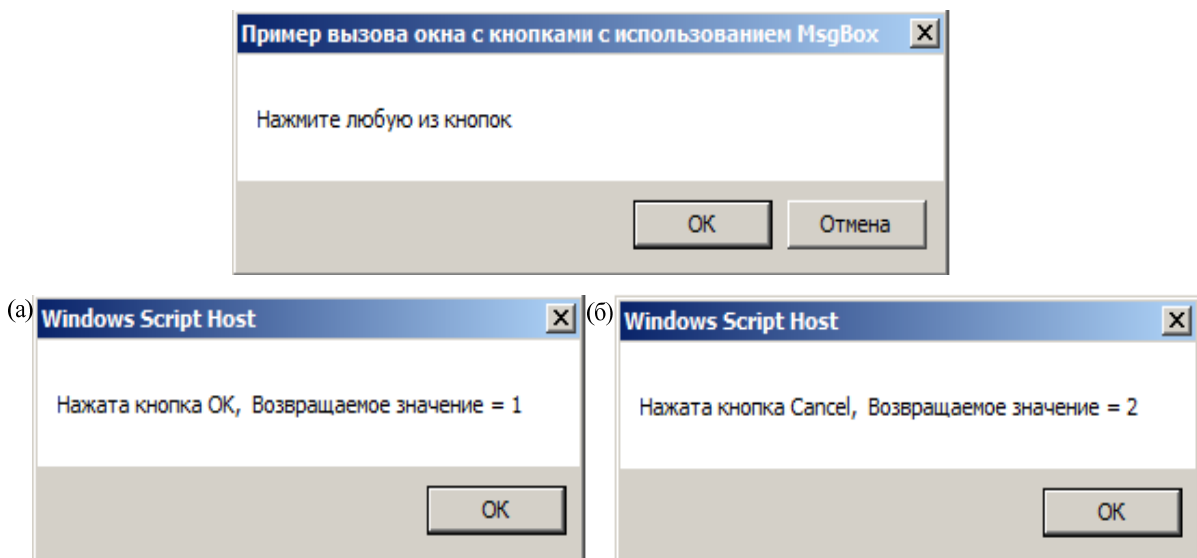 Пример вызова окна с кнопками с использованием MsgBox
Нажмите любую из кнопок
OK Отмена
(а) Windows Script Host
Нажата кнопка OK, Возвращаемое значение = 1
OK
(б) Windows Script Host
Нажата кнопка Cancel, Возвращаемое значение = 2
OK